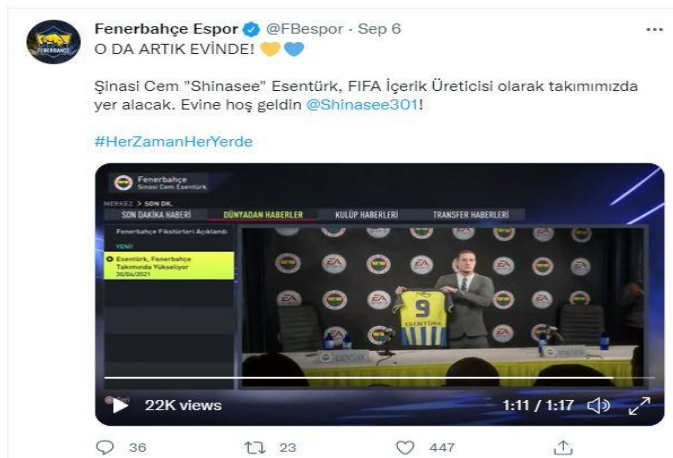 Fenerbahçe Espor @FBespor · Sep 6
O DA ARTIK EVİNDE! 💛💙
Şinasi Cem "Shinasee" Esentürk, FIFA İçerik Üreticisi olarak takımımızda
yer alacak. Evine hoş geldin @Shinasee301!
#HerZamanHerYerde
Fenerbahçe
Sinasi Cem Esentürk
MERKEZ > SON DK.
SON DAKİKA HABERİ DÜNYADAN HABERLER KULÜP HABERLERİ TRANSFER HABERLERİ
Fenerbahçe Fikstürleri Açıklandı
YENİ!
Esentürk, Fenerbahçe
Takımında Yükseliyor
30/06/2021
9
ESENTÜRK
22K views
1:11 / 1:17
36 23 447